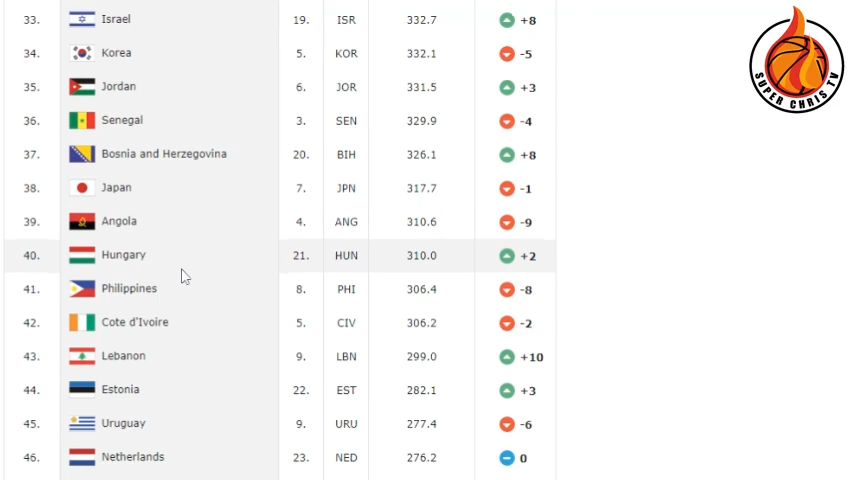 33. Israel 19. ISR 332.7 +8
34. Korea 5. KOR 332.1 -5
35. Jordan 6. JOR 331.5 +3
36. Senegal 3. SEN 329.9 -4
37. Bosnia and Herzegovina 20. BIH 326.1 +8
38. Japan 7. JPN 317.7 -1
39. Angola 4. ANG 310.6 -9
40. Hungary 21. HUN 310.0 +2
41. Philippines 8. PHI 306.4 -8
42. Cote d'Ivoire 5. CIV 306.2 -2
43. Lebanon 9. LBN 299.0 +10
44. Estonia 22. EST 282.1 +3
45. Uruguay 9. URU 277.4 -6
46. Netherlands 23. NED 276.2 0
SUPER CHRIS TV